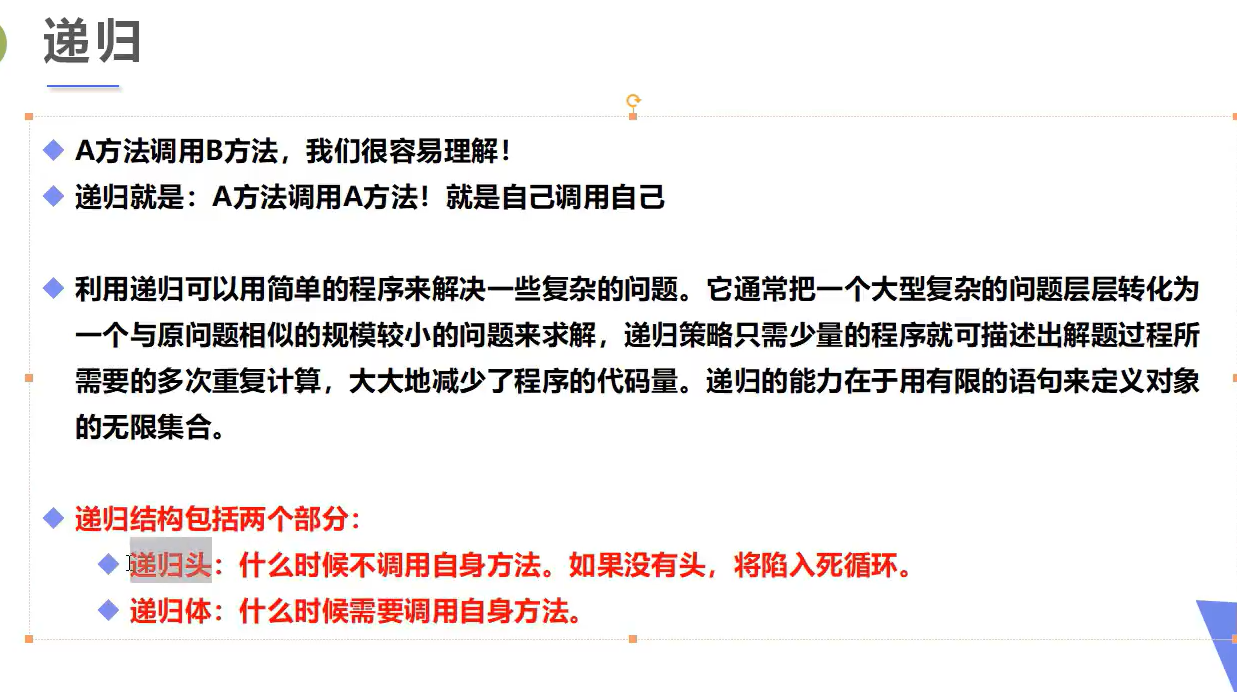 递归
A方法调用B方法，我们很容易理解！
递归就是：A方法调用A方法！就是自己调用自己
利用递归可以用简单的程序来解决一些复杂的问题。它通常把一个大型复杂的问题层层转化为
一个与原问题相似的规模较小的问题来求解，递归策略只需少量的程序就可描述出解题过程所
需要的多次重复计算，大大地减少了程序的代码量。递归的能力在于用有限的语句来定义对象
的无限集合。
递归结构包括两个部分：
递归头：什么时候不调用自身方法。如果没有头，将陷入死循环。
递归体：什么时候需要调用自身方法。